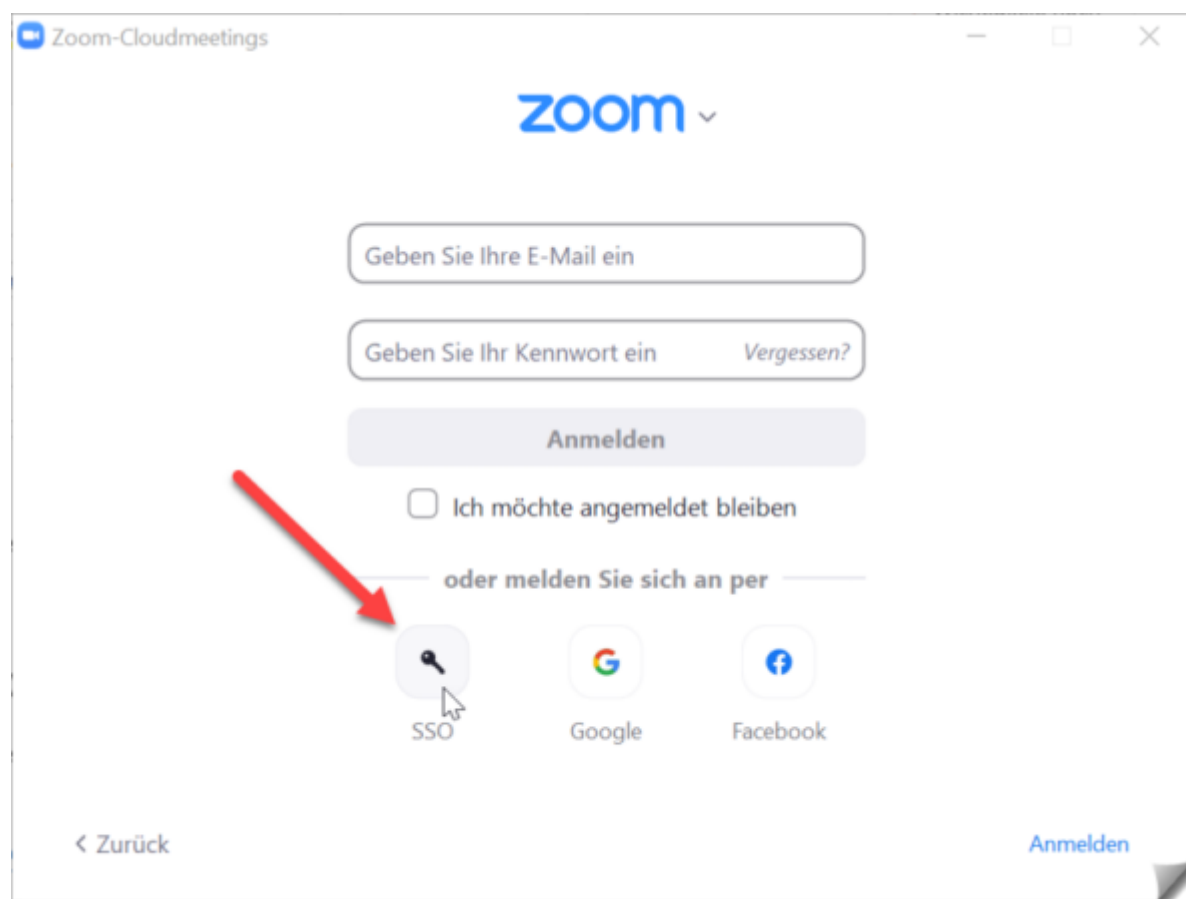 Zoom-Cloudmeetings
zoom
Geben Sie Ihre E-Mail ein
Geben Sie Ihr Kennwort ein Vergessen?
Anmelden
Ich möchte angemeldet bleiben
oder melden Sie sich an per
SSO Google Facebook
< Zurück Anmelden